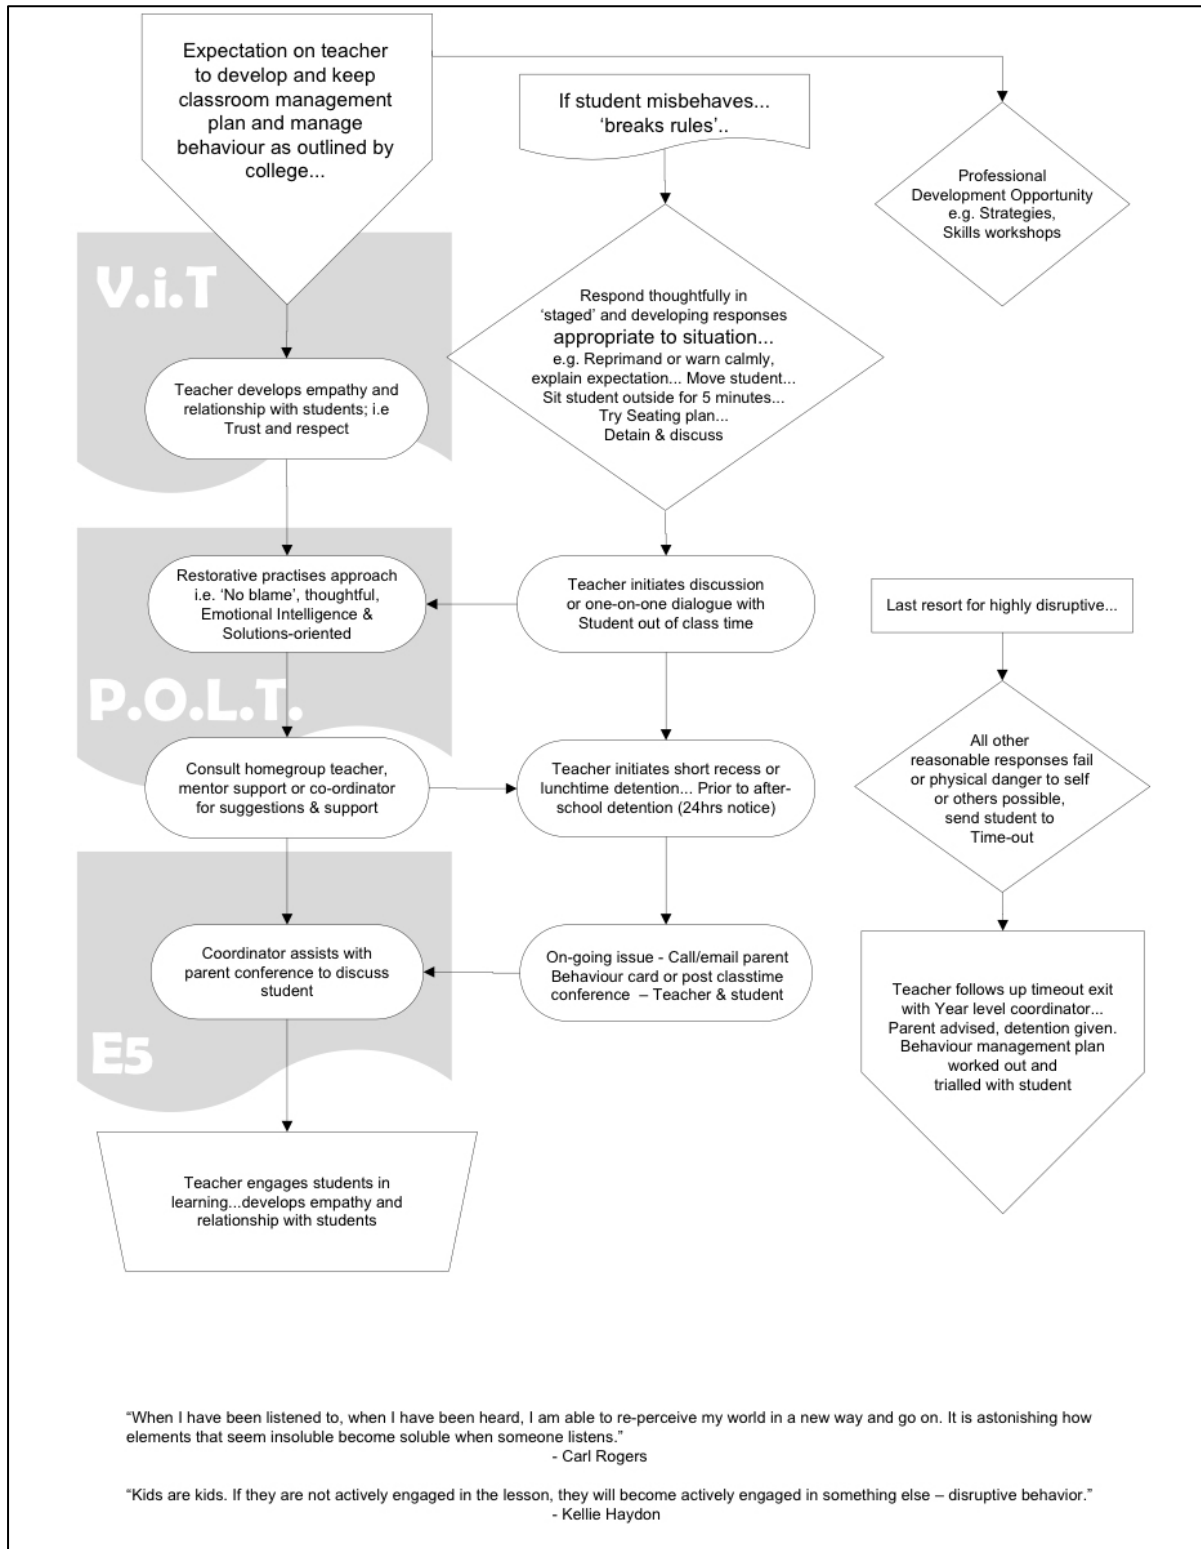 Expectation on teacher
to develop and keep
classroom management
plan and manage
behaviour as outlined by
college...
If student misbehaves...
‘breaks rules’..
Professional
Development Opportunity
e.g. Strategies,
Skills workshops
V.i.T
Respond thoughtfully in
‘staged’ and developing responses
appropriate to situation...
e.g. Reprimand or warn calmly,
explain expectation... Move student...
Sit student outside for 5 minutes...
Try Seating plan...
Detain & discuss
Teacher develops empathy and
relationship with students; i.e
Trust and respect
Restorative practises approach
i.e. ‘No blame’, thoughtful,
Emotional Intelligence &
Solutions-oriented
Teacher initiates discussion
or one-on-one dialogue with
Student out of class time
Last resort for highly disruptive...
P.O.L.T.
Consult homegroup teacher,
mentor support or co-ordinator
for suggestions & support
Teacher initiates short recess or
lunchtime detention... Prior to after-
school detention (24hrs notice)
All other
reasonable responses fail
or physical danger to self
or others possible,
send student to
Time-out
Coordinator assists with
parent conference to discuss
student
On-going issue - Call/email parent
Behaviour card or post classtime
conference – Teacher & student
Teacher follows up timeout exit
with Year level coordinator...
Parent advised, detention given.
Behaviour management plan
worked out and
trialled with student
E5
Teacher engages students in
learning...develops empathy and
relationship with students
“When I have been listened to, when I have been heard, I am able to re-perceive my world in a new way and go on. It is astonishing how
elements that seem insoluble become soluble when someone listens.”
- Carl Rogers
“Kids are kids. If they are not actively engaged in the lesson, they will become actively engaged in something else – disruptive behavior.”
- Kellie Haydon